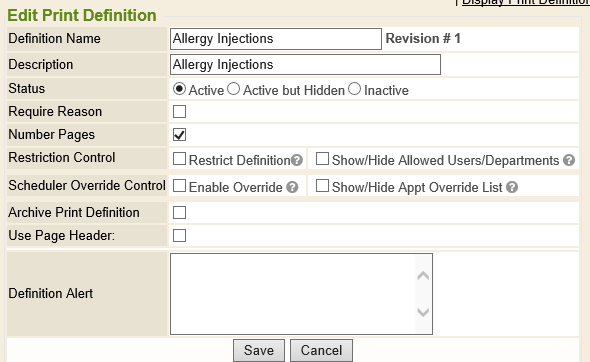 | Display Print Definition
Edit Print Definition
Definition Name Allergy Injections Revision # 1
Description Allergy Injections
Status Active Active but Hidden Inactive
Require Reason
Number Pages
Restriction Control Restrict Definition? Show/Hide Allowed Users/Departments ?
Scheduler Override Control Enable Override ? Show/Hide Appt Override List ?
Archive Print Definition
Use Page Header:
Definition Alert
Save Cancel